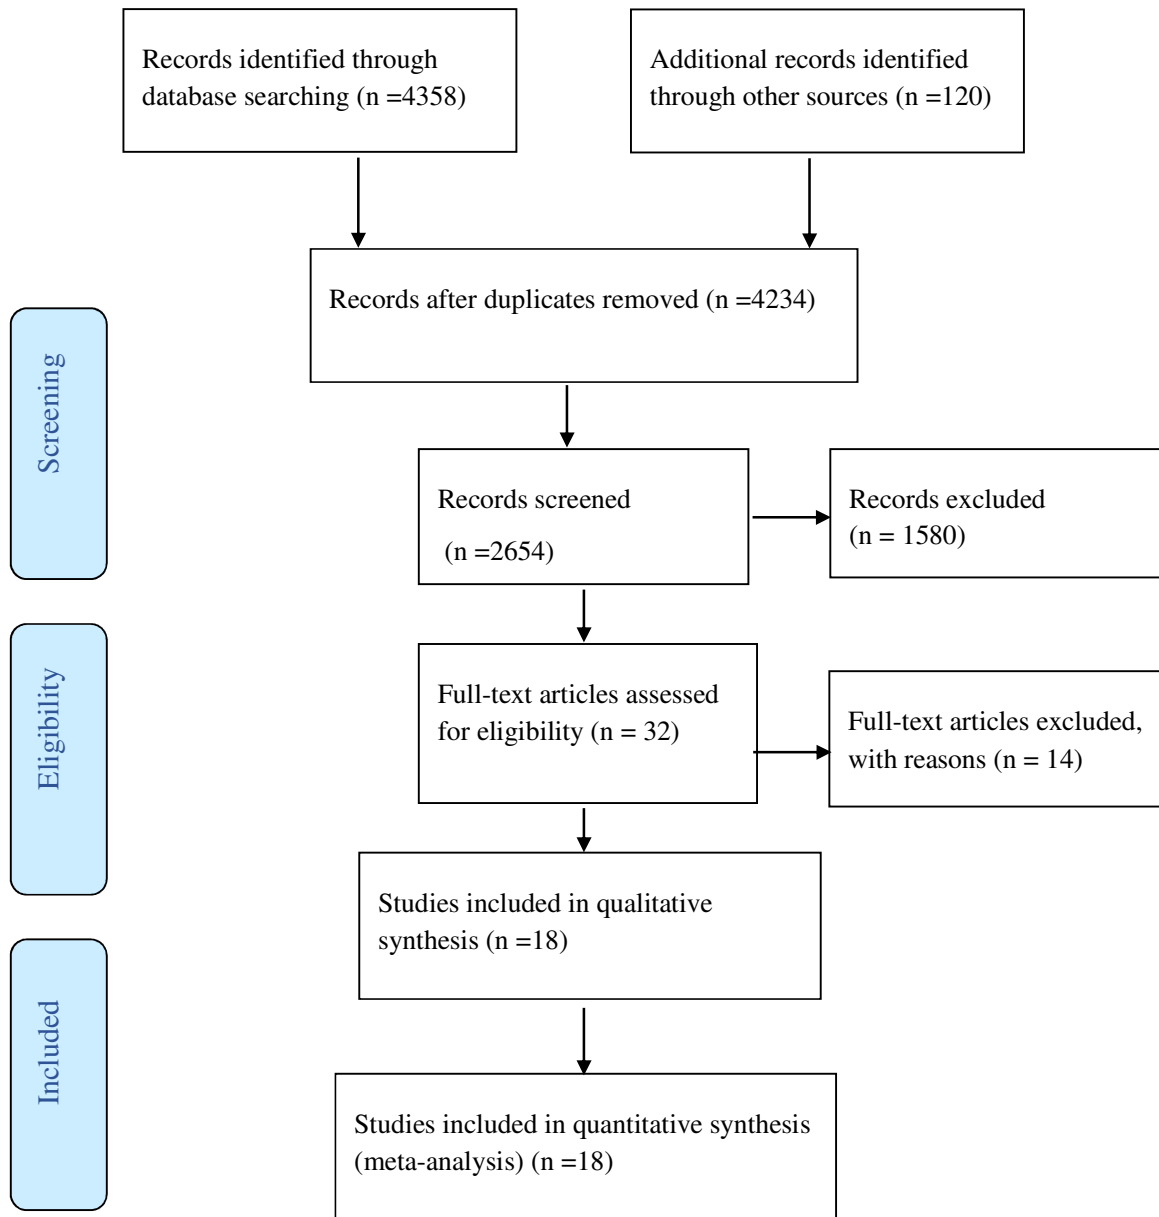 Records identified through
database searching (n =4358)
Additional records identified
through other sources (n =120)
Records after duplicates removed (n =4234)
Screening
Records screened
(n =2654)
Records excluded
(n = 1580)
Eligibility
Full-text articles assessed
for eligibility (n = 32)
Full-text articles excluded,
with reasons (n = 14)
Studies included in qualitative
synthesis (n =18)
Included
Studies included in quantitative synthesis
(meta-analysis) (n =18)